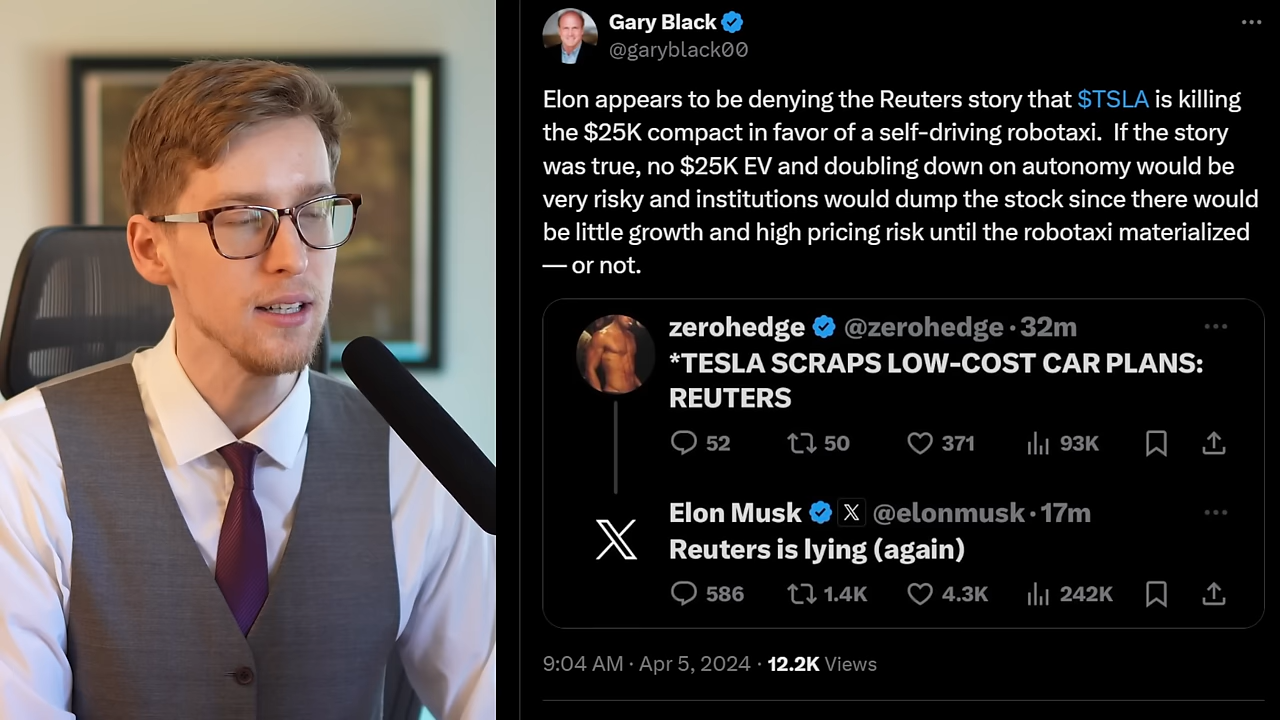 Gary Black
@garyblack00
Elon appears to be denying the Reuters story that $TSLA is killing
the $25K compact in favor of a self-driving robotaxi.  If the story
was true, no $25K EV and doubling down on autonomy would be
very risky and institutions would dump the stock since there would
be little growth and high pricing risk until the robotaxi materialized
— or not.
zerohedge @zerohedge · 32m
*TESLA SCRAPS LOW-COST CAR PLANS:
REUTERS
52 50 371 93K
Elon Musk @elonmusk · 17m
Reuters is lying (again)
586 1.4K 4.3K 242K
9:04 AM · Apr 5, 2024 · 12.2K Views